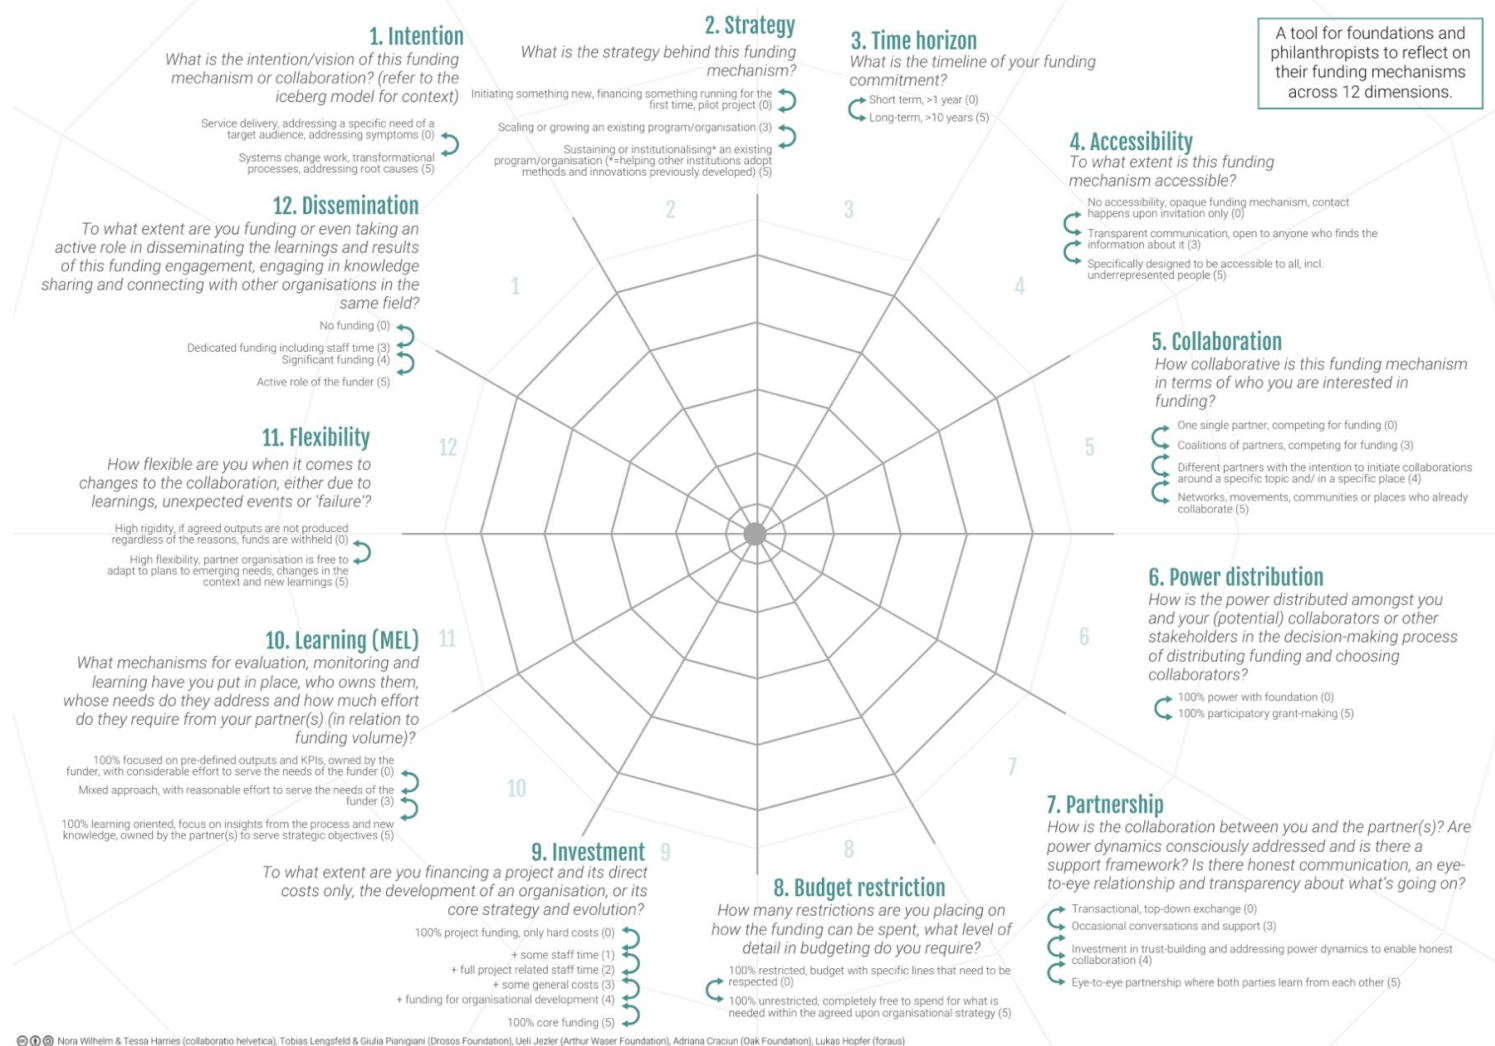 1. Intention
What is the intention/vision of this funding
mechanism or collaboration? (refer to the
iceberg model for context)
Service delivery, addressing a specific need of a
target audience, addressing symptoms (0)
Systems change work, transformational
processes, addressing root causes (5)
2. Strategy
What is the strategy behind this funding
mechanism?
Initiating something new, financing something running for the
first time, pilot project (0)
Scaling or growing an existing program/organisation (3)
Sustaining or institutionalising* an existing
program/organisation (*=helping other institutions adopt
methods and innovations previously developed) (5)
3. Time horizon
What is the timeline of your funding
commitment?
Short term, >1 year (0)
Long-term, >10 years (5)
A tool for foundations and
philanthropists to reflect on
their funding mechanisms
across 12 dimensions.
4. Accessibility
To what extent is this funding
mechanism accessible?
No accessibility, opaque funding mechanism, contact
happens upon invitation only (0)
Transparent communication, open to anyone who finds the
information about it (3)
Specifically designed to be accessible to all, incl.
underrepresented people (5)
5. Collaboration
How collaborative is this funding mechanism
in terms of who you are interested in
funding?
One single partner, competing for funding (0)
Coalitions of partners, competing for funding (3)
Different partners with the intention to initiate collaborations
around a specific topic and/ in a specific place (4)
Networks, movements, communities or places who already
collaborate (5)
6. Power distribution
How is the power distributed amongst you
and your (potential) collaborators or other
stakeholders in the decision-making process
of distributing funding and choosing
collaborators?
100% power with foundation (0)
100% participatory grant-making (5)
7. Partnership
How is the collaboration between you and the partner(s)? Are
power dynamics consciously addressed and is there a
support framework? Is there honest communication, an eye-
to-eye relationship and transparency about what's going on?
Transactional, top-down exchange (0)
Occasional conversations and support (3)
Investment in trust-building and addressing power dynamics to enable honest
collaboration (4)
Eye-to-eye partnership where both parties learn from each other (5)
8. Budget restriction
How many restrictions are you placing on
how the funding can be spent, what level of
detail in budgeting do you require?
100% restricted, budget with specific lines that need to be
respected (0)
100% unrestricted, completely free to spend for what is
needed within the agreed upon organisational strategy (5)
9. Investment
To what extent are you financing a project and its direct
costs only, the development of an organisation, or its
core strategy and evolution?
100% project funding, only hard costs (0)
+ some staff time (1)
+ full project related staff time (2)
+ some general costs (3)
+ funding for organisational development (4)
100% core funding (5)
10. Learning (MEL)
What mechanisms for evaluation, monitoring and
learning have you put in place, who owns them,
whose needs do they address and how much effort
do they require from your partner(s) (in relation to
funding volume)?
100% focused on pre-defined outputs and KPIs, owned by the
funder, with considerable effort to serve the needs of the funder (0)
Mixed approach, with reasonable effort to serve the needs of the
funder (3)
100% learning oriented, focus on insights from the process and new
knowledge, owned by the partner(s) to serve strategic objectives (5)
11. Flexibility
How flexible are you when it comes to
changes to the collaboration, either due to
learnings, unexpected events or 'failure'?
High rigidity, if agreed outputs are not produced
regardless of the reasons, funds are withheld (0)
High flexibility, partner organisation is free to
adapt to plans to emerging needs, changes in the
context and new learnings (5)
12. Dissemination
To what extent are you funding or even taking an
active role in disseminating the learnings and results
of this funding engagement, engaging in knowledge
sharing and connecting with other organisations in the
same field?
No funding (0)
Dedicated funding including staff time (3)
Significant funding (4)
Active role of the funder (5)
1
2
3
4
5
6
7
8
9
10
11
12
Nora Wilhelm & Tessa Harries (collaboratio helvetica), Tobias Lengsfeld & Giulia Pianigiani (Drosos Foundation), Ueli Jezler (Arthur Waser Foundation), Adriana Craciun (Oak Foundation), Lukas Hopfer (foraus)